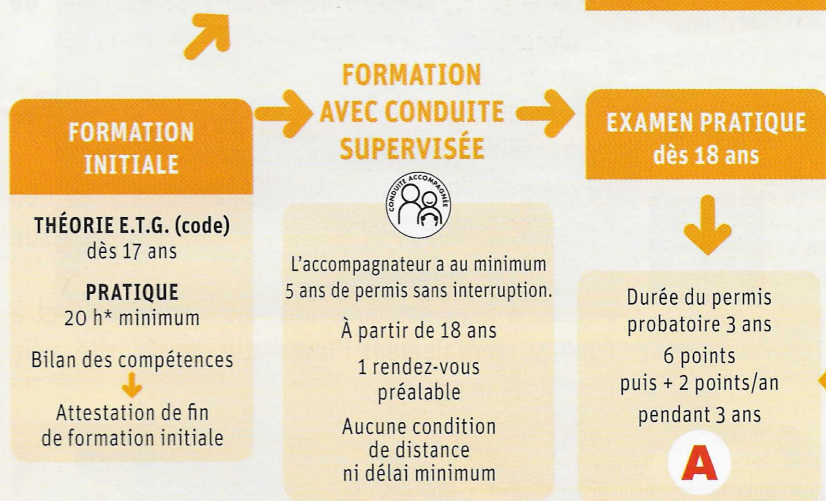 FORMATION
INITIALE
THÉORIE E.T.G. (code)
dès 17 ans
PRATIQUE
20 h* minimum
Bilan des compétences
Attestation de fin
de formation initiale
FORMATION
AVEC CONDUITE
SUPERVISÉE
CONDUITE ACCOMPAGNÉE
L'accompagnateur a au minimum
5 ans de permis sans interruption.
À partir de 18 ans
1 rendez-vous
préalable
Aucune condition
de distance
ni délai minimum
EXAMEN PRATIQUE
dès 18 ans
Durée du permis
probatoire 3 ans
6 points
puis + 2 points/an
pendant 3 ans
A